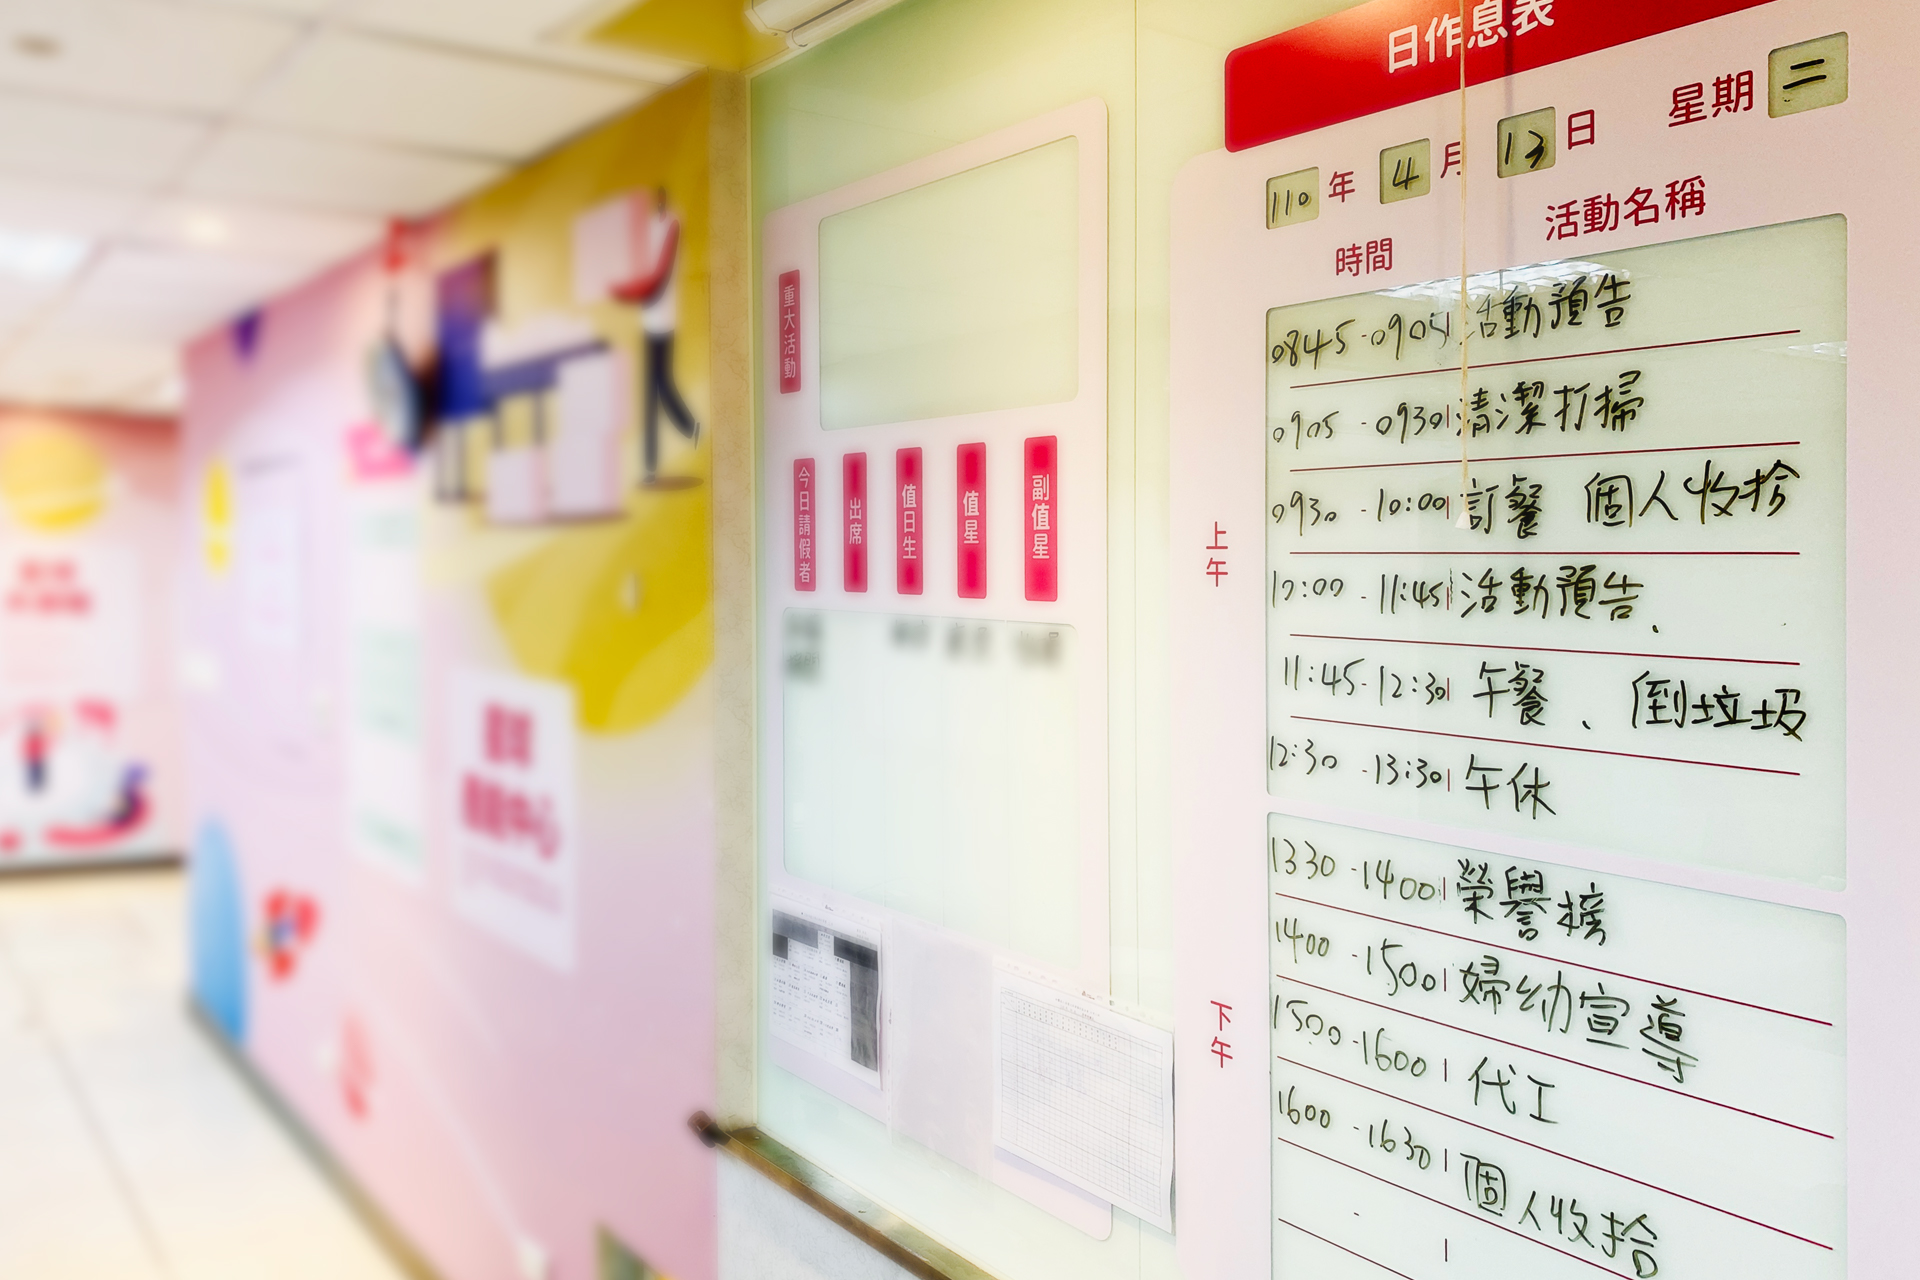 重大活動
今日請假者
出席
值日生
值星
副值星
日作息表
110年 4月 13日 星期 二
時間 活動名稱
上午
0845-0905 活動預告
0905-0930 清潔打掃
0930-10:00 訂餐 個人收拾
10:00-11:45 活動預告.
11:45-12:30 午餐、倒垃圾
12:30-13:30 午休
下午
1330-1400 榮譽榜
1400-1500 婦幼宣導
1500-1600 代工
1600-1630 個人收拾
-